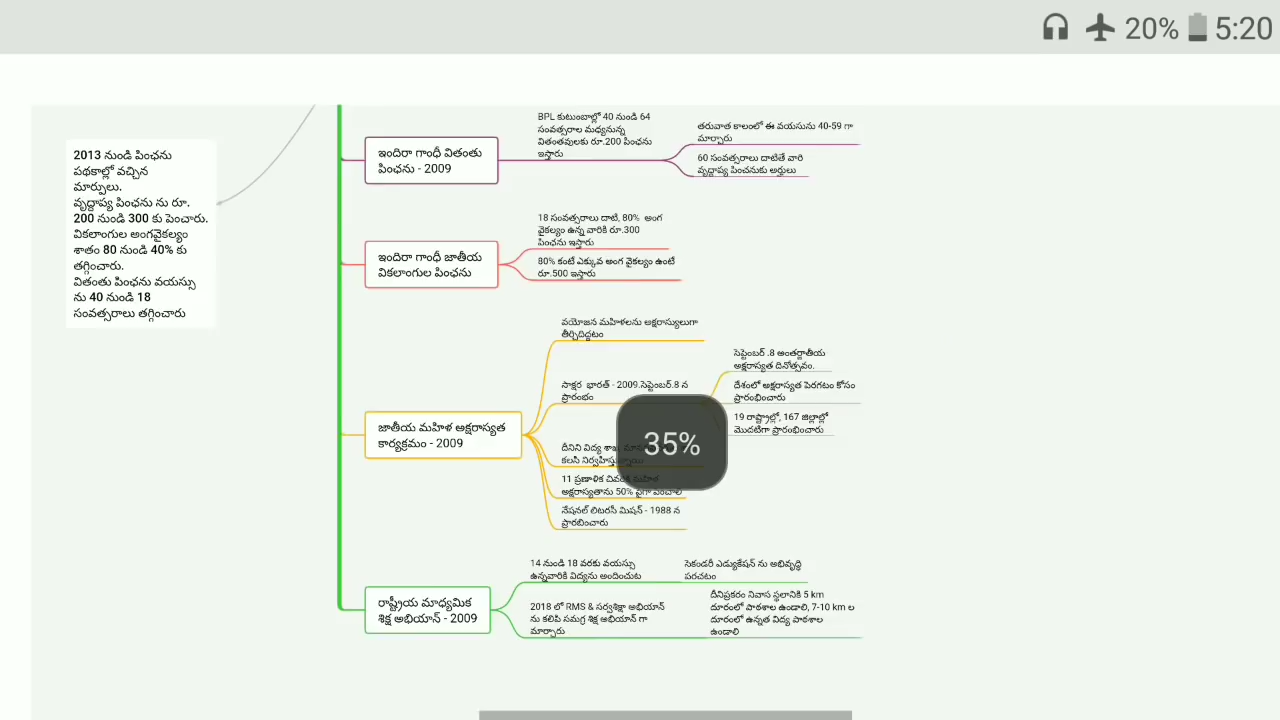 20% 5:20
2013 నుండి పింఛను
పథకాల్లో వచ్చిన
మార్పులు.
వృద్దాప్య పింఛను ను రూ.
200 నుండి 300 కు పెంచారు.
వికలాంగుల అంగవైకల్యం
శాతం 80 నుండి 40% కు
తగ్గించారు.
వితంతు పింఛను వయస్సు
ను 40 నుండి 18
సంవత్సరాలు తగ్గించారు
ఇందిరా గాంధీ వితంతు
పింఛను - 2009
BPL కుటుంబాల్లో 40 నుండి 64
సంవత్సరాల మధ్యనున్న
వితంతవులకు రూ.200 పింఛను
ఇస్తారు
తరువాత కాలంలో ఈ వయసును 40-59 గా
మార్చారు
60 సంవత్సరాలు దాటితే వారి
వృద్దాప్య పించనుకు అర్హులు
ఇందిరా గాంధీ జాతీయ
వికలాంగుల పింఛను
18 సంవత్సరాలు దాటి, 80% అంగ
వైకల్యం ఉన్న వారికి రూ.300
పింఛను ఇస్తారు
80% కంటే ఎక్కువ అంగ వైకల్యం ఉంటే
రూ.500 ఇస్తారు
జాతీయ మహిళ అక్షరాస్యత
కార్యక్రమం - 2009
వయోజన మహిళలను అక్షరాస్యులుగా
తీర్చిదిద్దటం
సాక్షర భారత్ - 2009.సెప్టెంబర్.8 న
ప్రారంభం
సెప్టెంబర్ .8 అంతర్జాతీయ
అక్షరాస్యత దినోత్సవం.
దేశంలో అక్షరాస్యత పెరగటం కోసం
ప్రారంభించారు
19 రాష్ట్రాల్లో, 167 జిల్లాల్లో
మొదటిగా ప్రారంభించారు
35%
దీనిని విద్య శాఖ
కలసి
11 ప్రణాళిక
అక్షరాస్యతాను 50% పైగా పెంచాలి
నేషనల్ లిటరసీ మిషన్ - 1988 న
ప్రారభించారు
రాష్ట్రీయ మాధ్యమిక
శిక్ష అభియాన్ - 2009
14 నుండి 18 వరకు వయస్సు
ఉన్నవారికి విద్యను అందించుట
సెకండరీ ఎడ్యుకేషన్ ను అభివృద్ధి
పరచటం
2018 లో RMS & సర్వశిక్షా అభియాన్
ను కలిపి సమగ్ర శిక్ష అభియాన్ గా
మార్చారు
దీనిప్రకరం నివాస స్థలానికి 5 km
దూరంలో పాఠశాల ఉండాలి, 7-10 km ల
దూరంలో ఉన్నత విద్య పాఠశాల
ఉండాలి